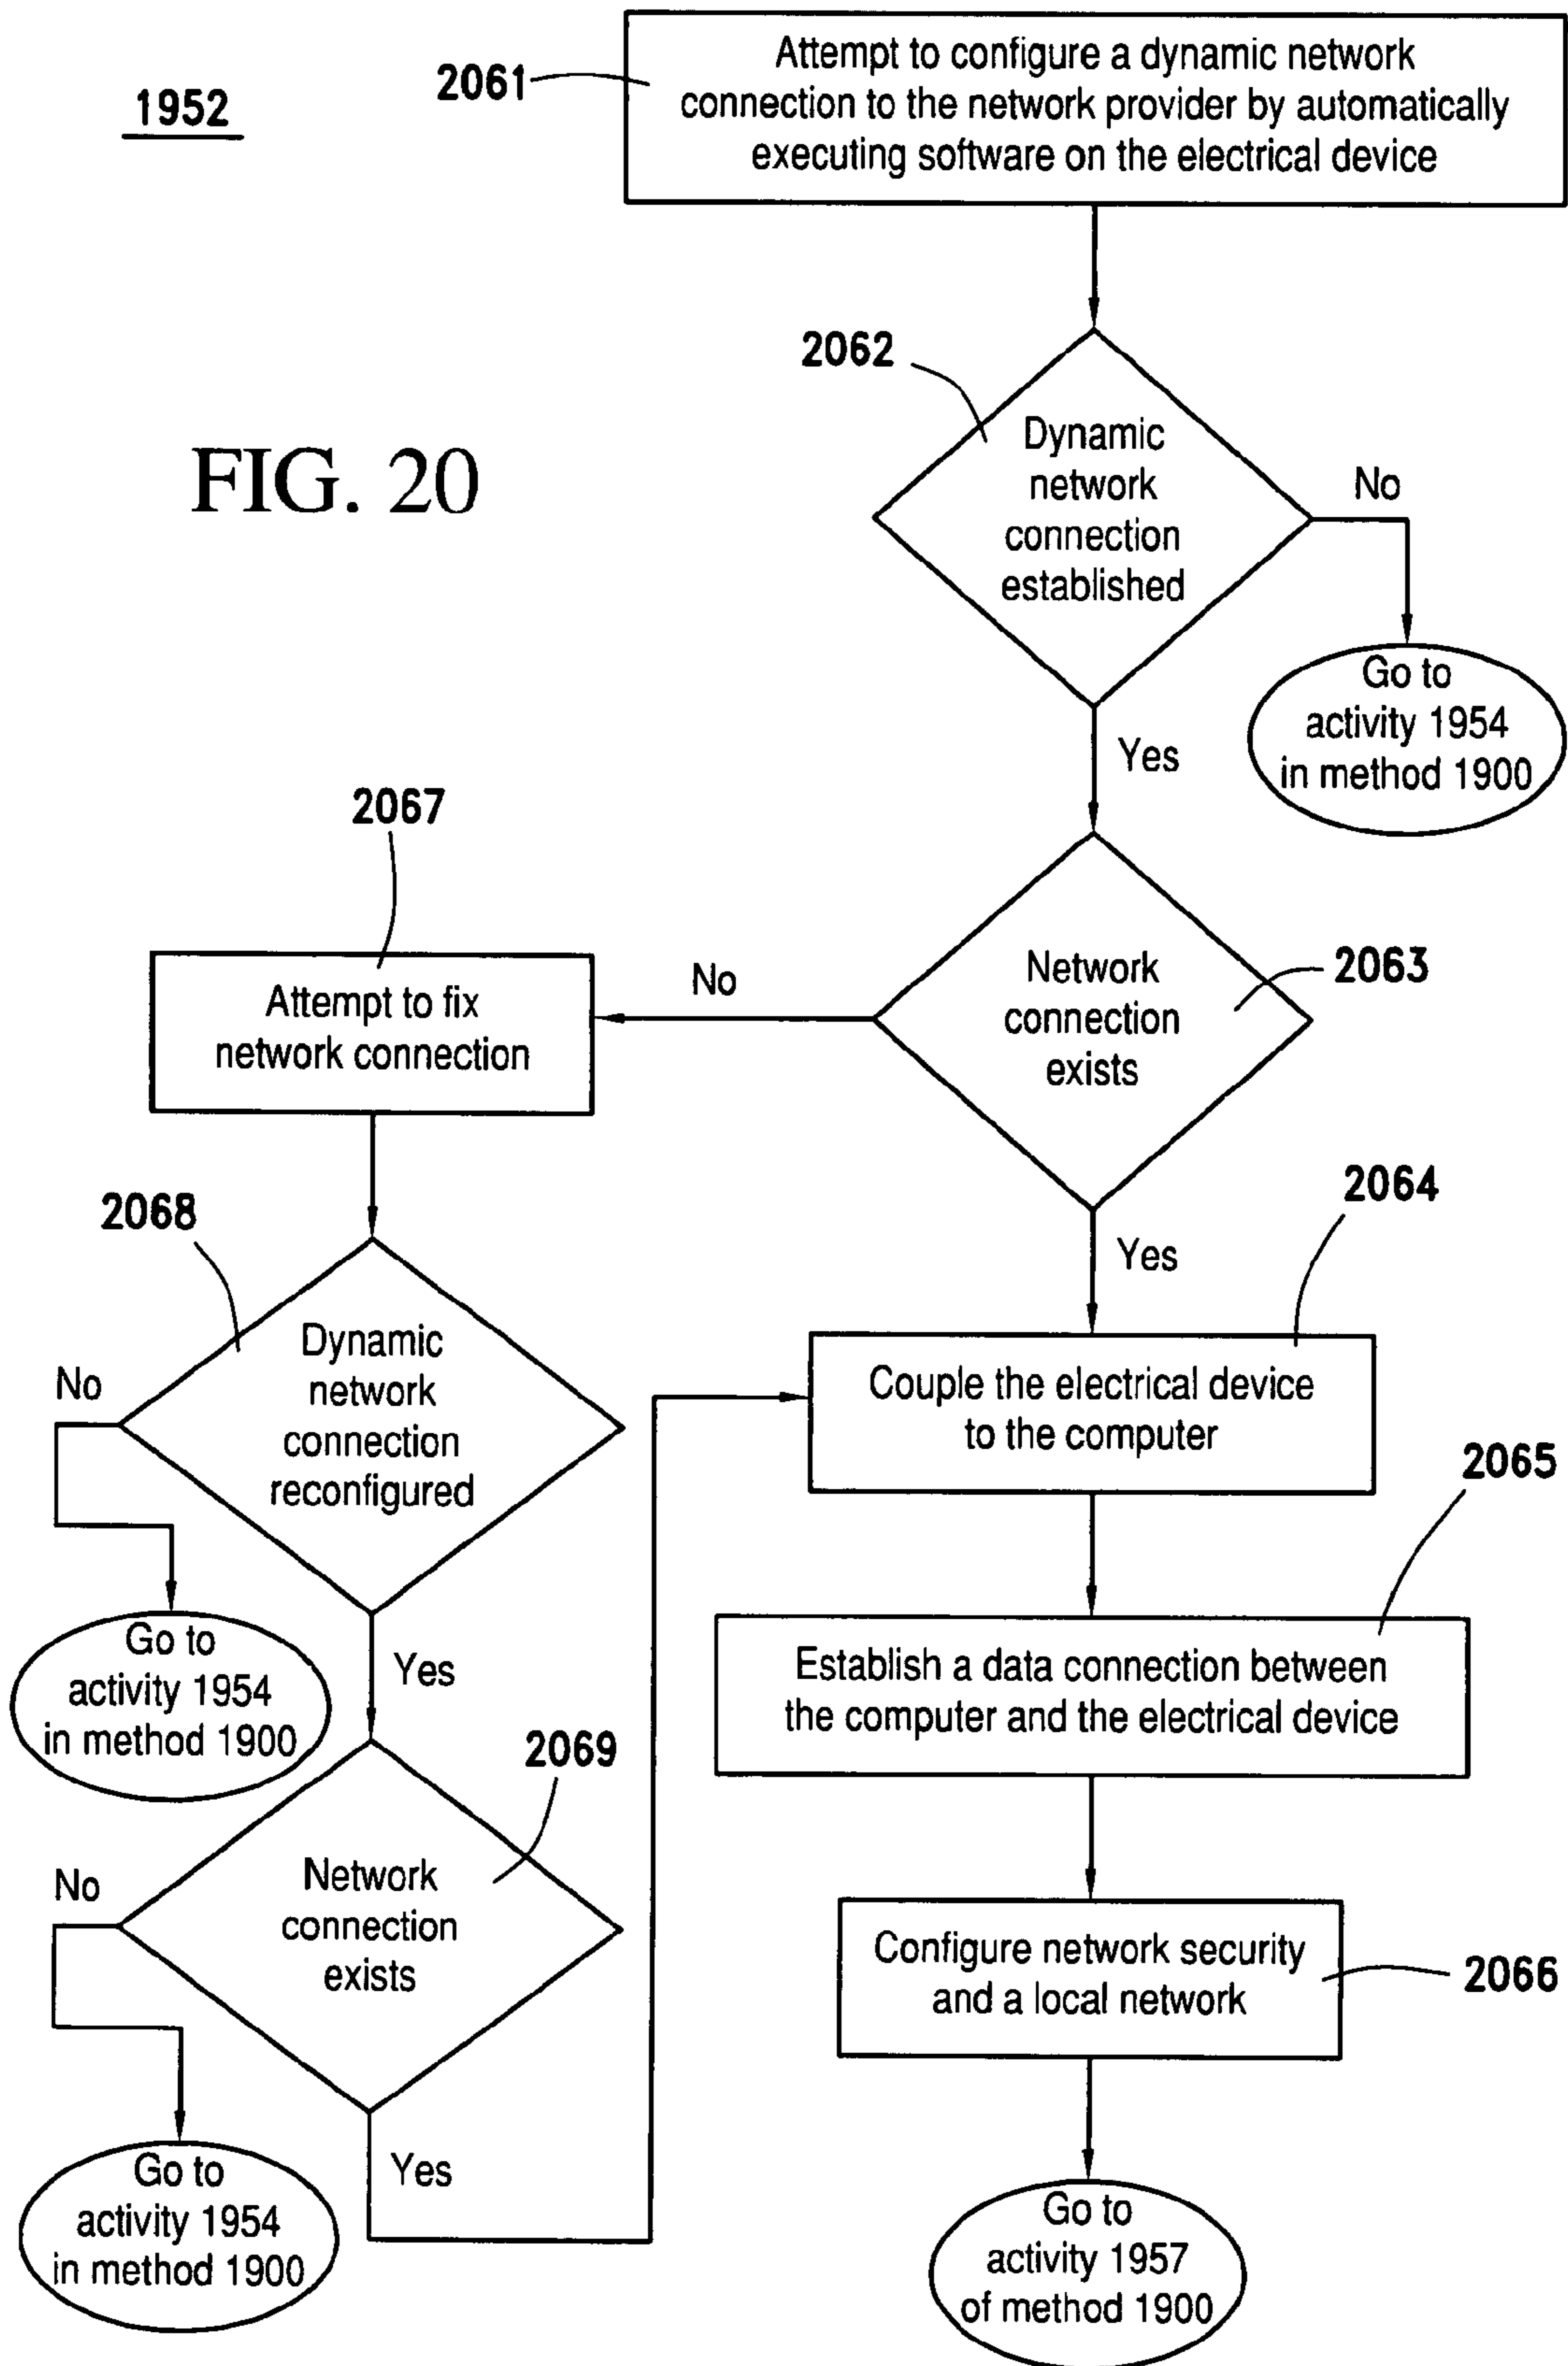 1952
2061
Attempt to configure a dynamic network
connection to the network provider by automatically
executing software on the electrical device
FIG. 20
2062
Dynamic
network
connection
established
No
Go to
activity 1954
in method 1900
Yes
2063
Network
connection
exists
No
2067
Attempt to fix
network connection
Yes
2064
Couple the electrical device
to the computer
2068
Dynamic
network
connection
reconfigured
No
Go to
activity 1954
in method 1900
Yes
2065
Establish a data connection between
the computer and the electrical device
2069
Network
connection
exists
No
Go to
activity 1954
in method 1900
Yes
2066
Configure network security
and a local network
Go to
activity 1957
of method 1900